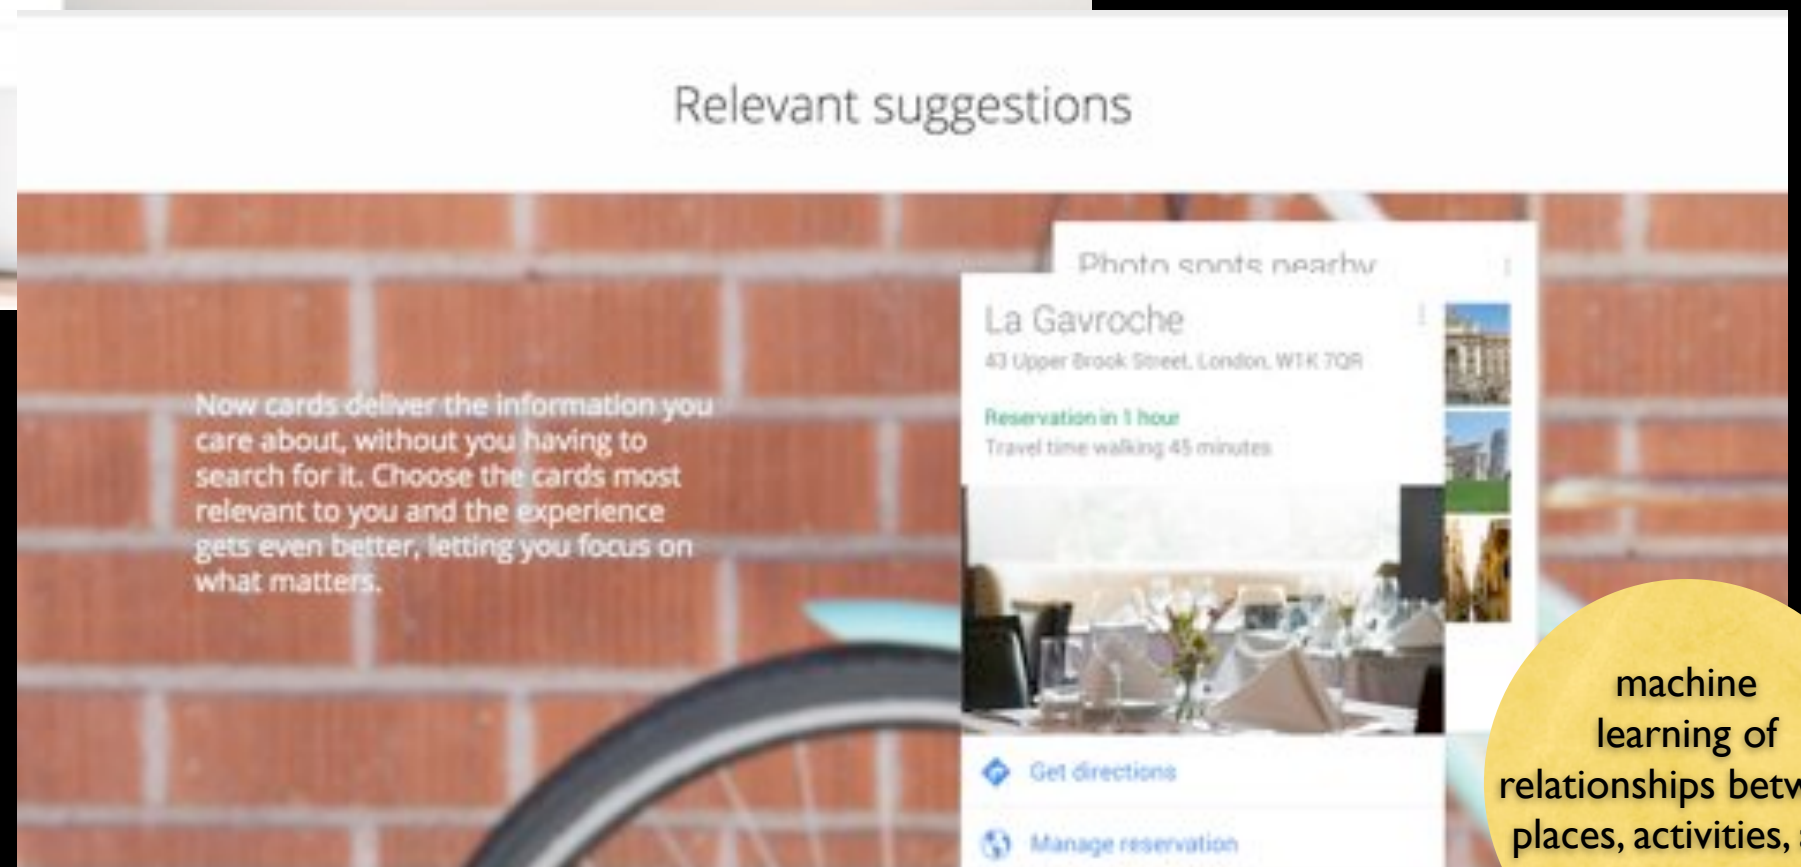 Relevant suggestions
Photo spots nearby
La Gavroche
43 Upper Brook Street, London, W1K 7QR
Reservation in 1 hour
Travel time walking 45 minutes
Now cards deliver the information you
care about, without you having to
search for it. Choose the cards most
relevant to you and the experience
gets even better, letting you focus on
what matters.
Get directions
Manage reservation
machine
learning of
relationships betw
places, activities,